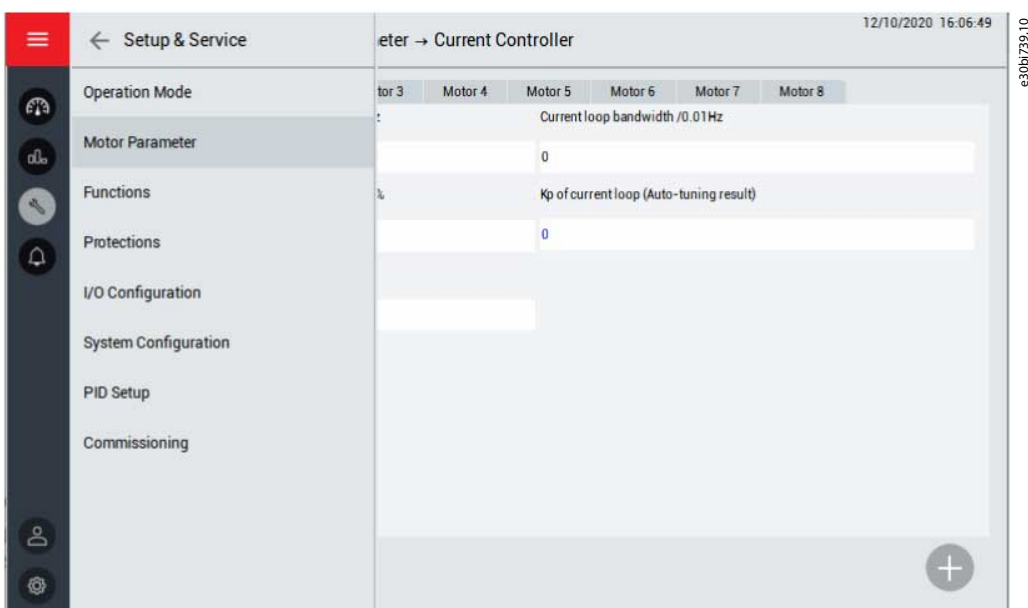 12/10/2020 16:06:49
Setup & Service
eter → Current Controller
Operation Mode
Motor Parameter
Functions
Protections
I/O Configuration
System Configuration
PID Setup
Commissioning
tor 3 Motor 4 Motor 5 Motor 6 Motor 7 Motor 8
z Current loop bandwidth /0.01Hz
0
% Kp of current loop (Auto-tuning result)
0
e30bi739.10